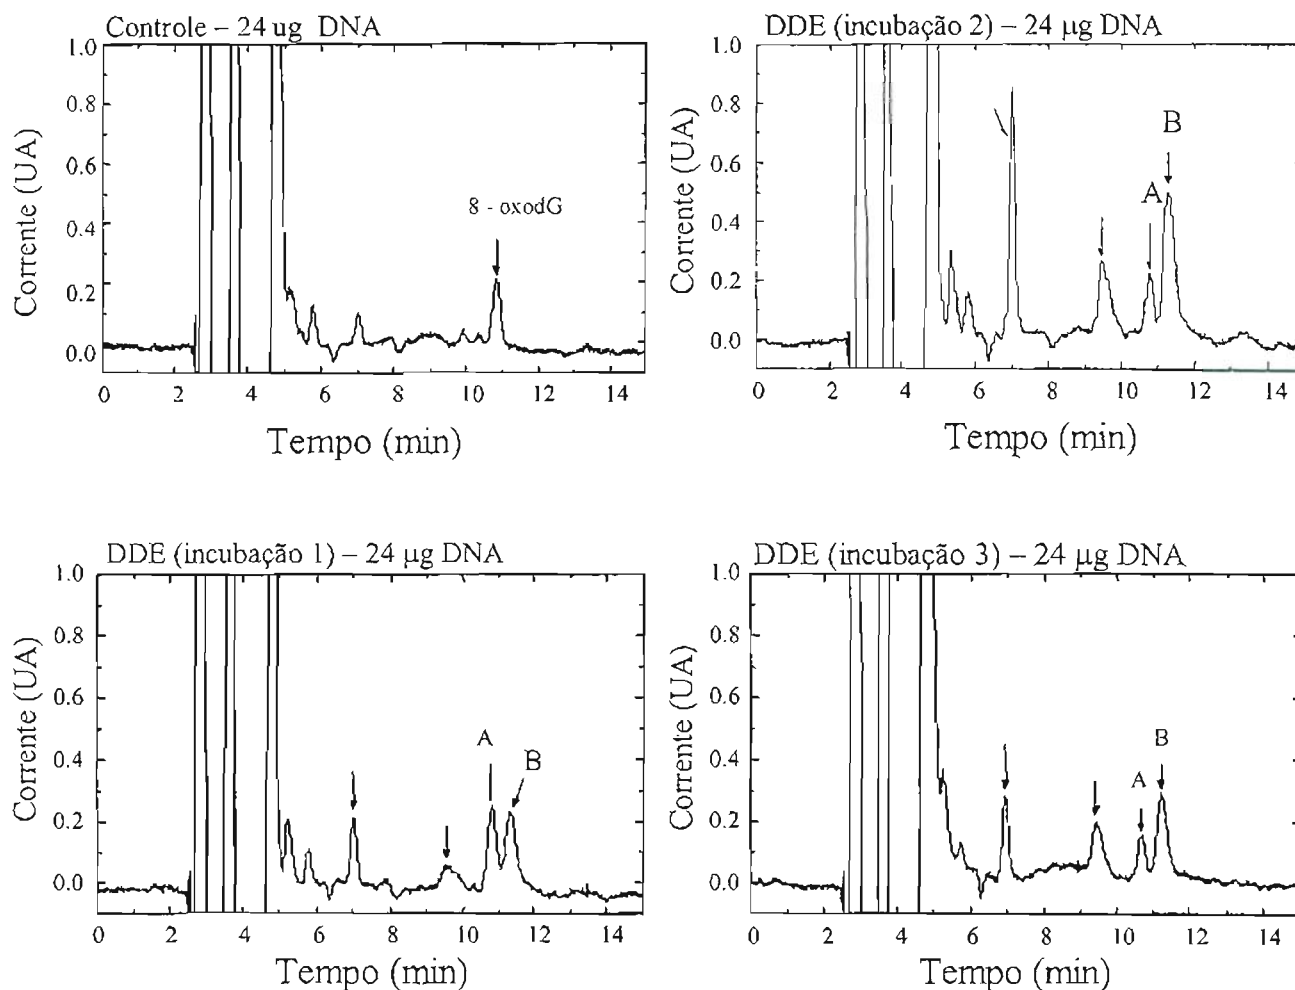 Controle – 24 ug DNA
Corrente (UA)
1.0
0.8
0.6
0.4
0.2
0.0
8 - oxodG
0 2 4 6 8 10 12 14
Tempo (min)
DDE (incubação 2) – 24 µg DNA
Corrente (UA)
1.0
0.8
0.6
0.4
0.2
0.0
A
B
0 2 4 6 8 10 12 14
Tempo (min)
DDE (incubação 1) – 24 µg DNA
Corrente (UA)
1.0
0.8
0.6
0.4
0.2
0.0
A
B
0 2 4 6 8 10 12 14
Tempo (min)
DDE (incubação 3) – 24 µg DNA
Corrente (UA)
1.0
0.8
0.6
0.4
0.2
0.0
A
B
0 2 4 6 8 10 12 14
Tempo (min)